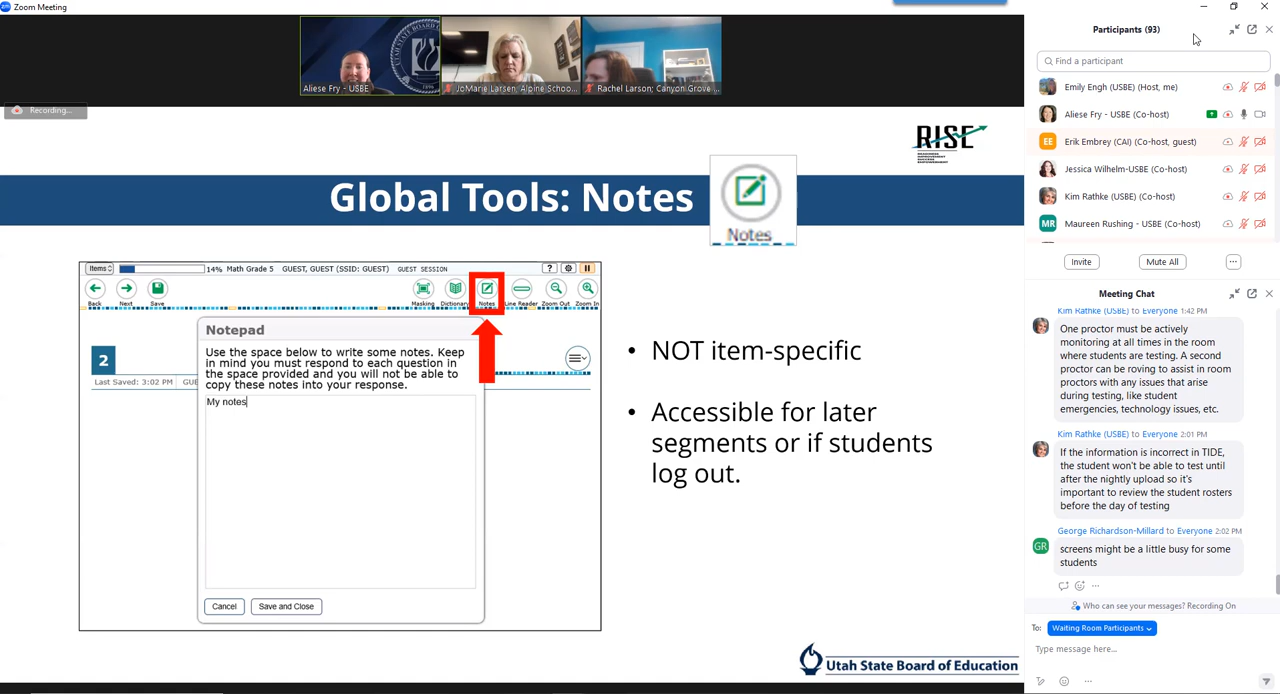 Zoom Meeting
Aliese Fry - USBE
JoMarie Larsen, Alpine Schoo...
Rachel Larson; Canyon Grove ...
Recording...
RISE
Global Tools: Notes
Notes
Items
14% Math Grade 5 GUEST, GUEST (SSID: GUEST) GUEST SESSION
Back Next Save Masking Dictionary Notes Line Reader Zoom Out Zoom In
Notepad
Use the space below to write some notes. Keep
in mind you must respond to each question in
the space provided and you will not be able to
copy these notes into your response.
My notes
2
Last Saved: 3:02 PM GUE
Cancel Save and Close
• NOT item-specific
• Accessible for later
segments or if students
log out.
Utah State Board of Education
Participants (93)
Find a participant
Emily Engh (USBE) (Host, me)
Aliese Fry - USBE (Co-host)
EE Erik Embrey (CAI) (Co-host, guest)
Jessica Wilhelm-USBE (Co-host)
Kim Rathke (USBE) (Co-host)
MR Maureen Rushing - USBE (Co-host)
Invite Mute All ...
Meeting Chat
Kim Rathke (USBE) to Everyone 1:42 PM
One proctor must be actively
monitoring at all times in the room
where students are testing. A second
proctor can be roving to assist in room
proctors with any issues that arise
during testing, like student
emergencies, technology issues, etc.
Kim Rathke (USBE) to Everyone 2:01 PM
If the information is incorrect in TIDE,
the student won't be able to test until
after the nightly upload so it's
important to review the student rosters
before the day of testing
George Richardson-Millard to Everyone 2:02 PM
GR
screens might be a little busy for some
students
Who can see your messages? Recording On
To: Waiting Room Participants
Type message here...